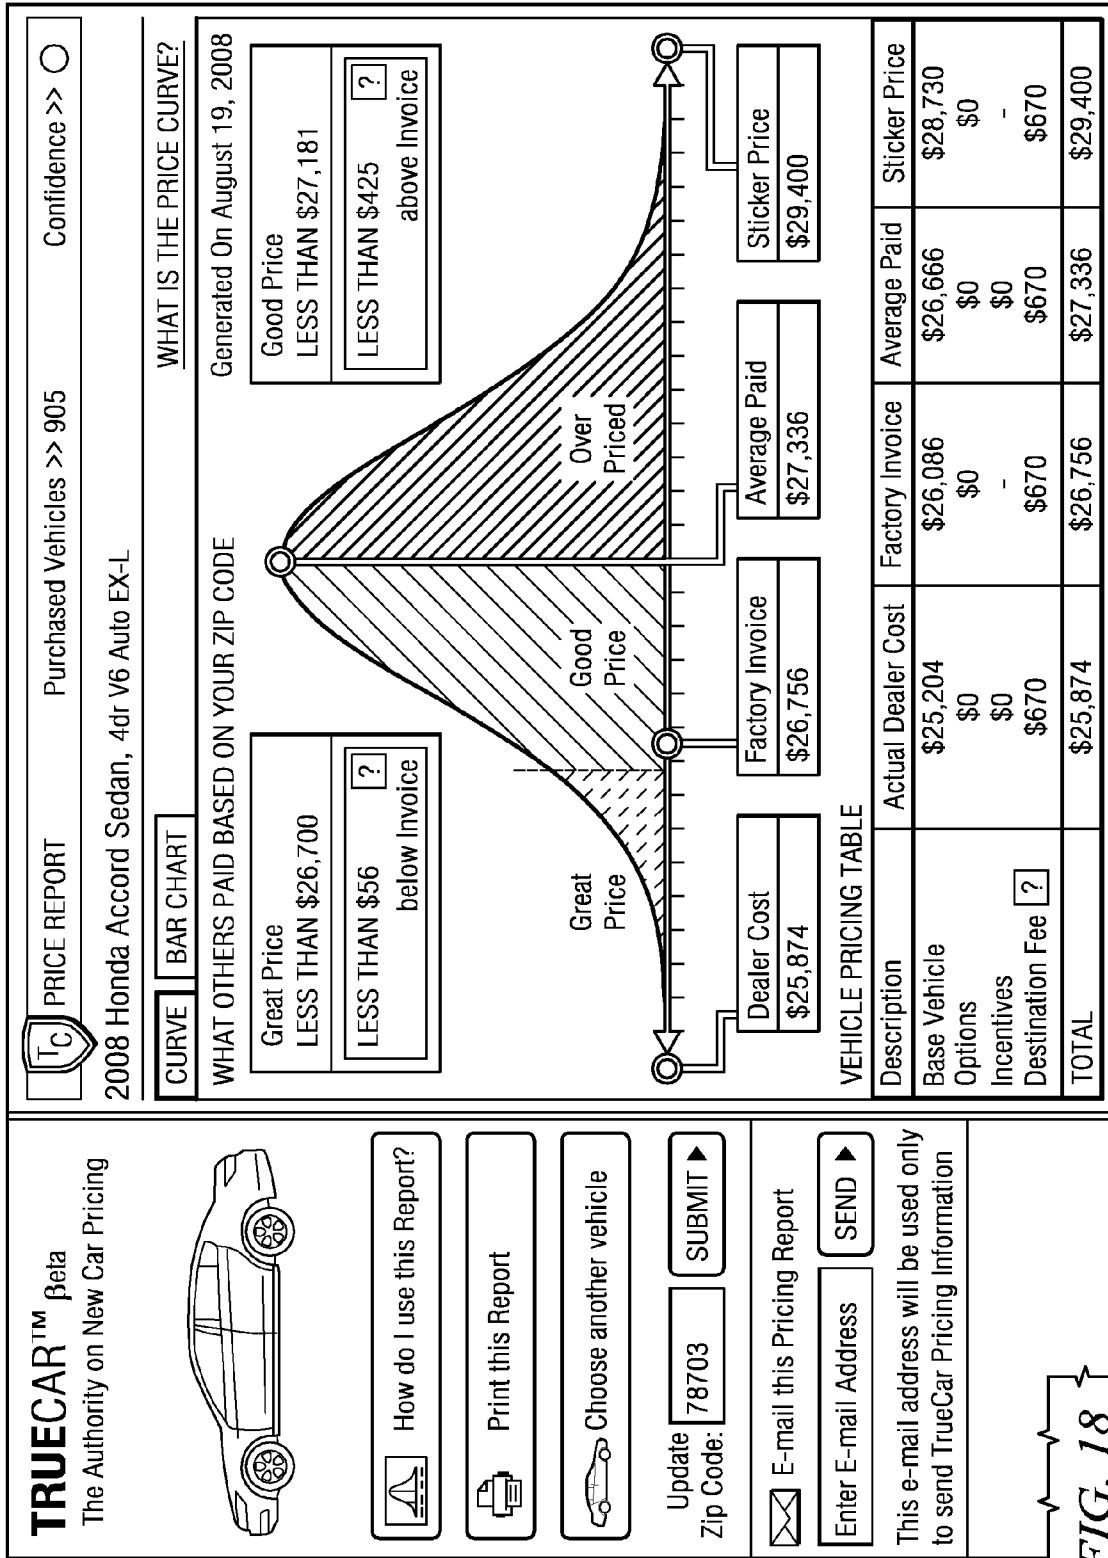 TRUECAR™ βeta
The Authority on New Car Pricing
How do I use this Report?
Print this Report
Choose another vehicle
Update
Zip Code:
78703
SUBMIT ▶
E-mail this Pricing Report
Enter E-mail Address
SEND ▶
This e-mail address will be used only
to send TrueCar Pricing Information
TC PRICE REPORT Purchased Vehicles >> 905 Confidence >>
2008 Honda Accord Sedan, 4dr V6 Auto EX-L
CURVE BAR CHART WHAT IS THE PRICE CURVE?
WHAT OTHERS PAID BASED ON YOUR ZIP CODE Generated On August 19, 2008
Great Price
LESS THAN $26,700
LESS THAN $56 ?
below Invoice
Good Price
LESS THAN $27,181
LESS THAN $425 ?
above Invoice
Great
Price
Good
Price
Over
Priced
Dealer Cost
$25,874
Factory Invoice
$26,756
Average Paid
$27,336
Sticker Price
$29,400
VEHICLE PRICING TABLE
Description Actual Dealer Cost Factory Invoice Average Paid Sticker Price
Base Vehicle $25,204 $26,086 $26,666 $28,730
Options $0 $0 $0 $0
Incentives $0 - $0 -
Destination Fee ? $670 $670 $670 $670
TOTAL $25,874 $26,756 $27,336 $29,400
FIG. 18